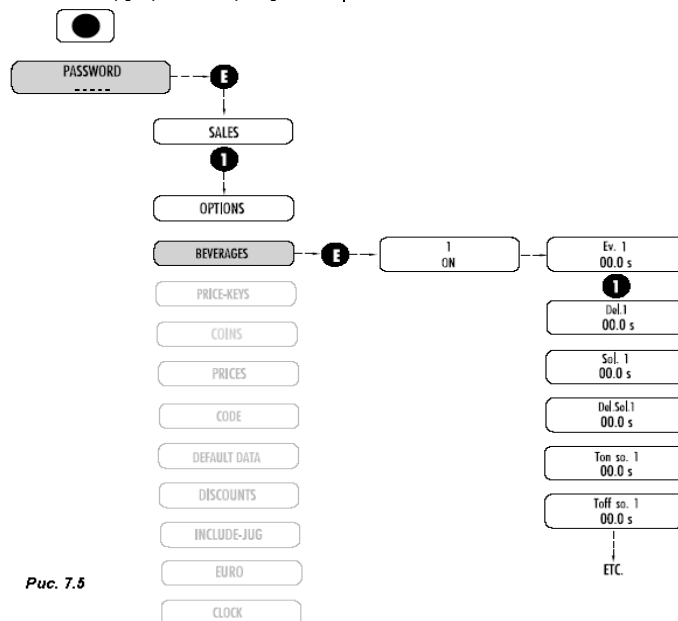 PASSWORD
-----
E
SALES
1
OPTIONS
BEVERAGES
E
1
ON
Ev. 1
00.0 s
1
Del.1
00.0 s
Sol. 1
00.0 s
Del.Sol.1
00.0 s
Ton so. 1
00.0 s
Toff so. 1
00.0 s
ETC.
PRICE-KEYS
COINS
PRICES
CODE
DEFAULT DATA
DISCOUNTS
INCLUDE-JUG
EURO
CLOCK
Рис. 7.5